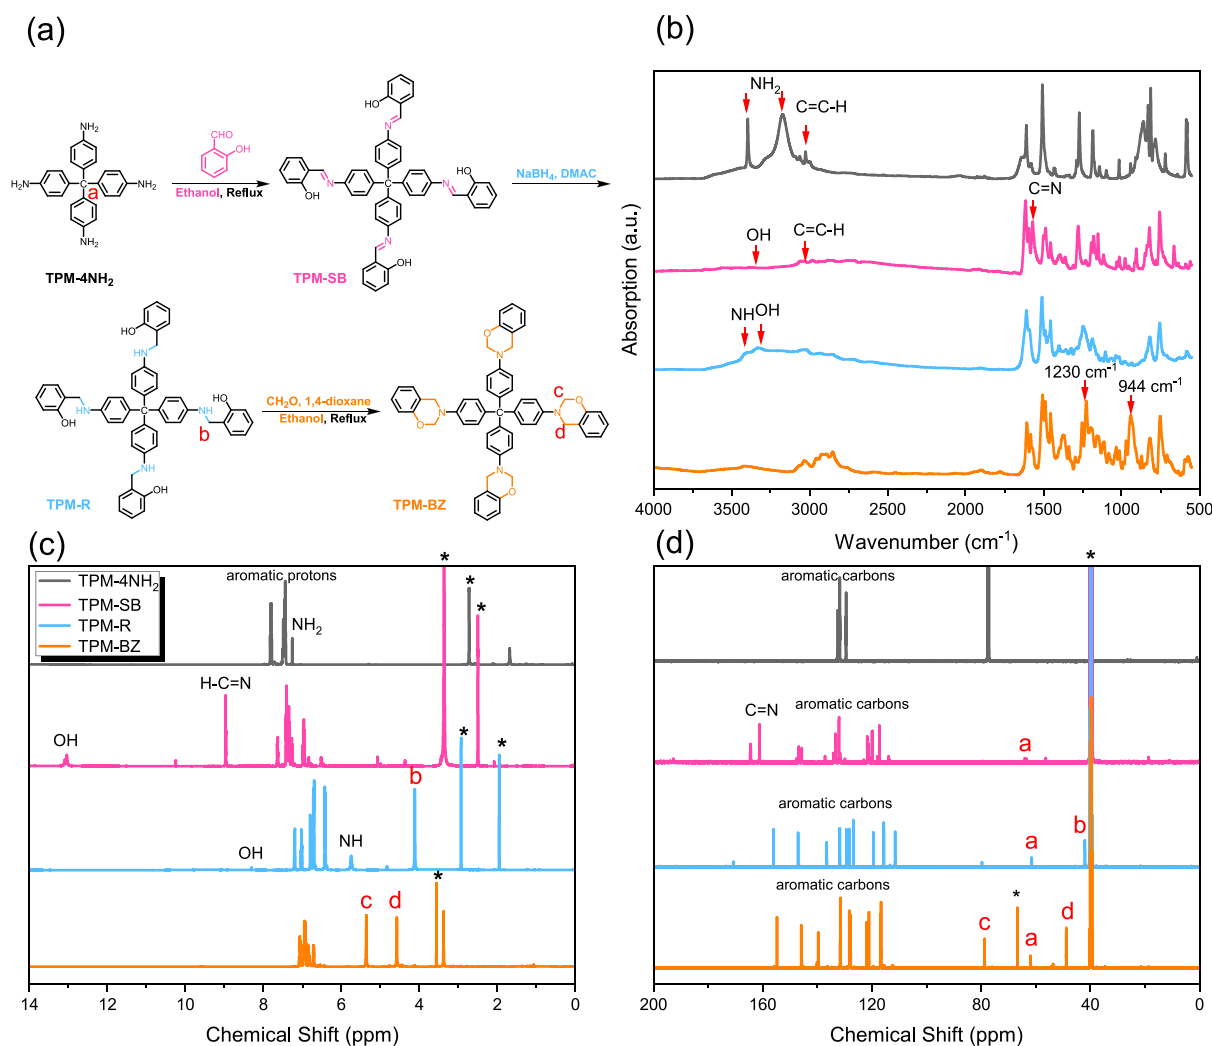 (a)
NH₂
H₂N
NH₂
C
a
NH₂
TPM-4NH₂
CHO
OH
Ethanol, Reflux
HO
N
N
OH
C
N
HO
N
OH
TPM-SB
NaBH₄, DMAC
HO
HN
NH
HO
C
NH
OH
b
NH
OH
TPM-R
CH₂O, 1,4-dioxane
Ethanol, Reflux
O
N
N
O
C
N
O
c
d
N
O
TPM-BZ
(b)
NH₂
C=C-H
C=N
OH
C=C-H
NH
OH
1230 cm⁻¹
944 cm⁻¹
Absorption (a.u.)
4000 3500 3000 2500 2000 1500 1000 500
Wavenumber (cm⁻¹)
(c)
TPM-4NH₂
TPM-SB
TPM-R
TPM-BZ
aromatic protons
NH₂
*
*
*
H-C=N
OH
*
*
b
OH
NH
*
c
d
14 12 10 8 6 4 2 0
Chemical Shift (ppm)
(d)
*
aromatic carbons
C=N
aromatic carbons
a
aromatic carbons
a
b
aromatic carbons
*
c
a
d
200 160 120 80 40 0
Chemical Shift (ppm)